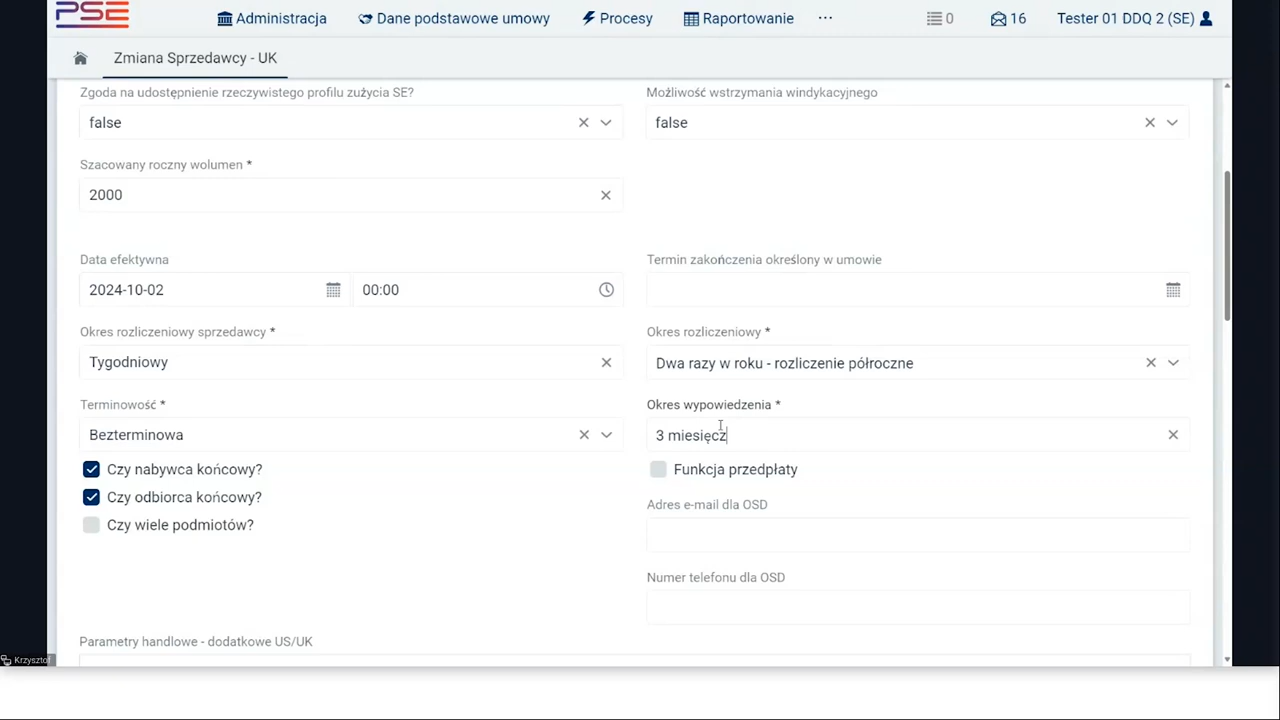 PSE
Administracja Dane podstawowe umowy Procesy Raportowanie ... 0 16 Tester 01 DDQ 2 (SE)
Zmiana Sprzedawcy - UK
Zgoda na udostępnienie rzeczywistego profilu zużycia SE? Możliwość wstrzymania windykacyjnego
false false
Szacowany roczny wolumen *
2000
Data efektywna Termin zakończenia określony w umowie
2024-10-02 00:00
Okres rozliczeniowy sprzedawcy * Okres rozliczeniowy *
Tygodniowy Dwa razy w roku - rozliczenie półroczne
Terminowość * Okres wypowiedzenia *
Bezterminowa 3 miesięcz
Czy nabywca końcowy? Funkcja przedpłaty
Czy odbiorca końcowy? Adres e-mail dla OSD
Czy wiele podmiotów?
Numer telefonu dla OSD
Parametry handlowe - dodatkowe US/UK
Krzysztof